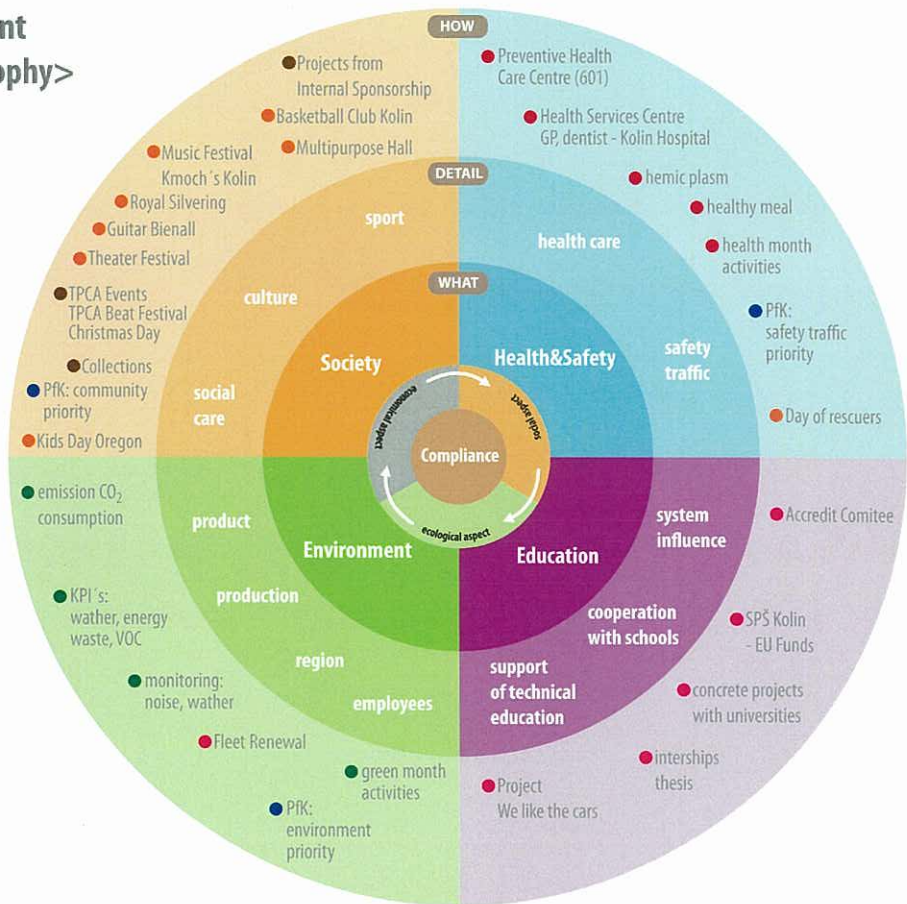 nt
ophy>
HOW
Projects from
Internal Sponsorship
Basketball Club Kolin
Multipurpose Hall
Music Festival
Kmoch´s Kolin
Royal Silvering
Guitar Bienall
Theater Festival
TPCA Events
TPCA Beat Festival
Christmas Day
Collections
PfK: community
priority
Kids Day Oregon
Preventive Health
Care Centre (601)
Health Services Centre
GP, dentist - Kolin Hospital
hemic plasm
healthy meal
health month
activities
PfK:
safety traffic
priority
Day of rescuers
DETAIL
sport
culture
social
care
health care
safety
traffic
WHAT
Society
Health&Safety
economical aspect
social aspect
Compliance
ecological aspect
Environment
Education
product
production
region
employees
system
influence
cooperation
with schools
support
of technical
education
emission CO₂
consumption
KPI´s:
wather, energy
waste, VOC
monitoring:
noise, wather
Fleet Renewal
green month
activities
PfK:
environment
priority
Accredit Comitee
SPŠ Kolin
- EU Funds
concrete projects
with universities
interships
thesis
Project
We like the cars